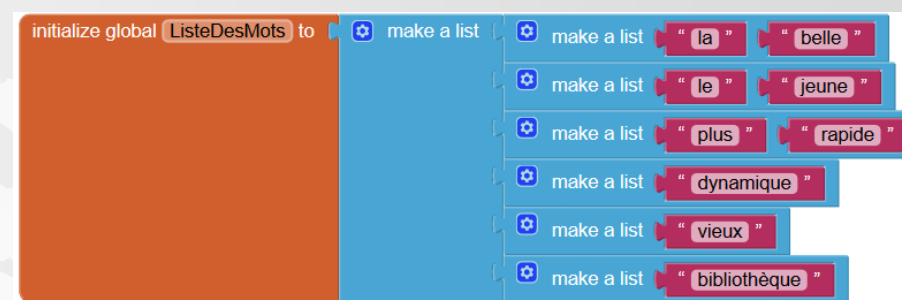 initialize global ListeDesMots to make a list make a list " la " " belle "
make a list " le " " jeune "
make a list " plus " " rapide "
make a list " dynamique "
make a list " vieux "
make a list " bibliothèque "